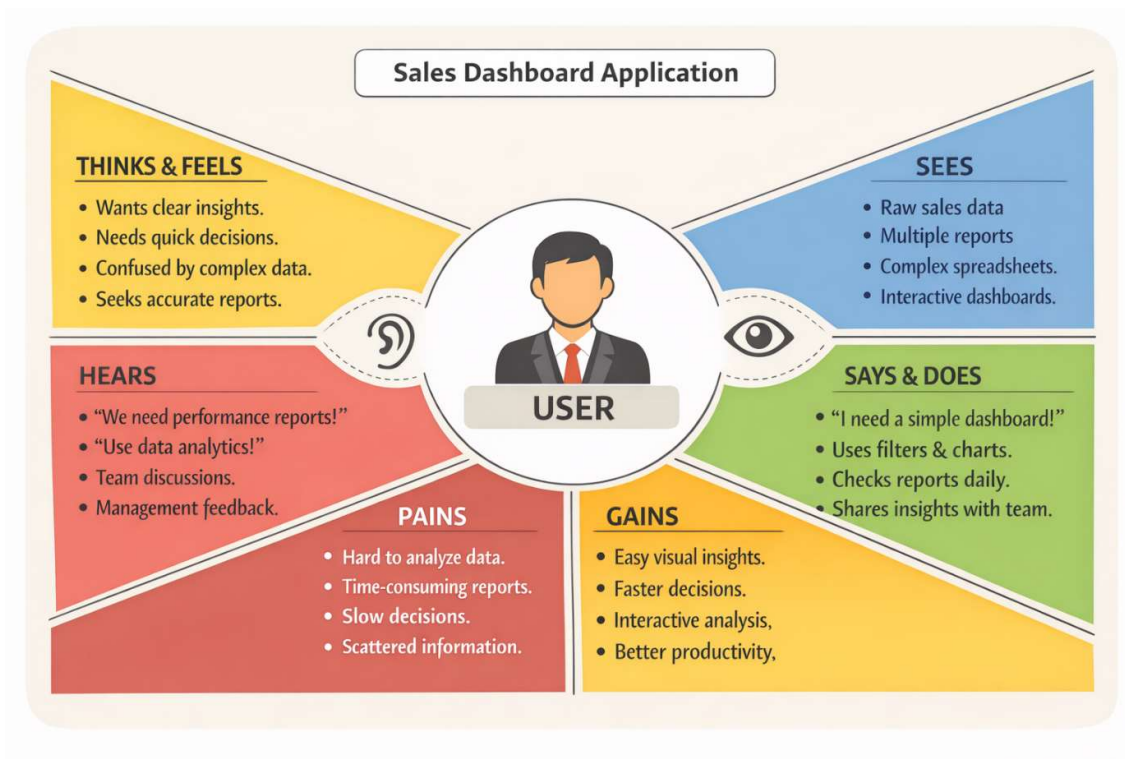 Sales Dashboard Application
THINKS & FEELS
• Wants clear insights.
• Needs quick decisions.
• Confused by complex data.
• Seeks accurate reports.
SEES
• Raw sales data
• Multiple reports
• Complex spreadsheets.
• Interactive dashboards.
USER
HEARS
• “We need performance reports!”
• “Use data analytics!”
• Team discussions.
• Management feedback.
SAYS & DOES
• “I need a simple dashboard!”
• Uses filters & charts.
• Checks reports daily.
• Shares insights with team.
PAINS
• Hard to analyze data.
• Time-consuming reports.
• Slow decisions.
• Scattered information.
GAINS
• Easy visual insights.
• Faster decisions.
• Interactive analysis,
• Better productivity,